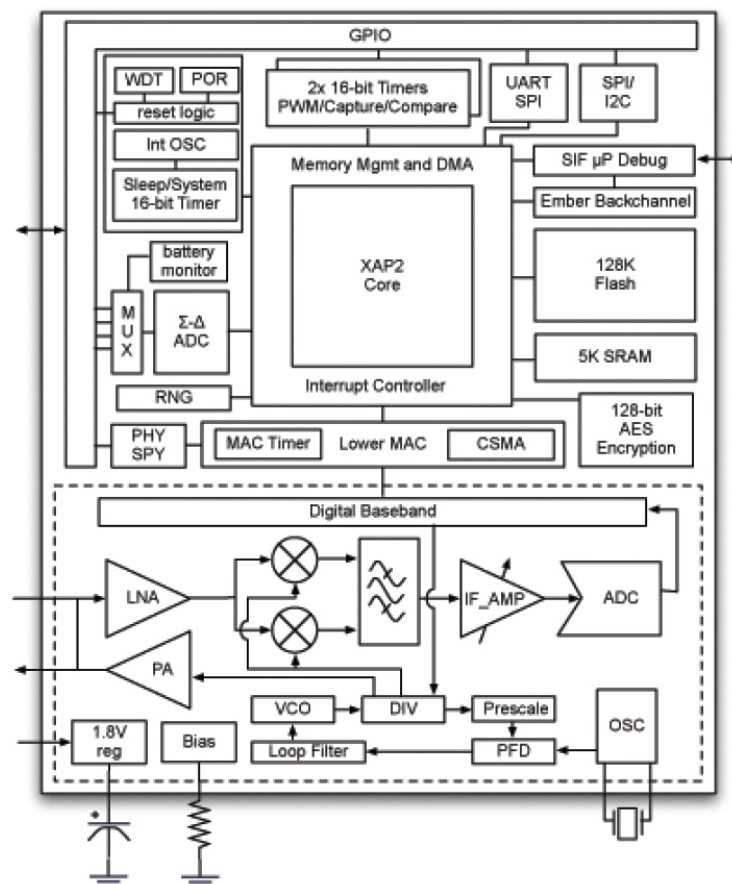 GPIO
WDT
POR
reset logic
Int OSC
Sleep/System
16-bit Timer
2x 16-bit Timers
PWM/Capture/Compare
UART
SPI
SPI/
I2C
Memory Mgmt and DMA
XAP2
Core
Interrupt Controller
SIF µP Debug
Ember Backchannel
128K
Flash
5K SRAM
128-bit
AES
Encryption
battery
monitor
M
U
X
Σ-Δ
ADC
RNG
PHY
SPY
MAC Timer
Lower MAC
CSMA
Digital Baseband
LNA
IF_AMP
ADC
PA
VCO
DIV
Prescale
Loop Filter
PFD
OSC
1.8V
reg
Bias